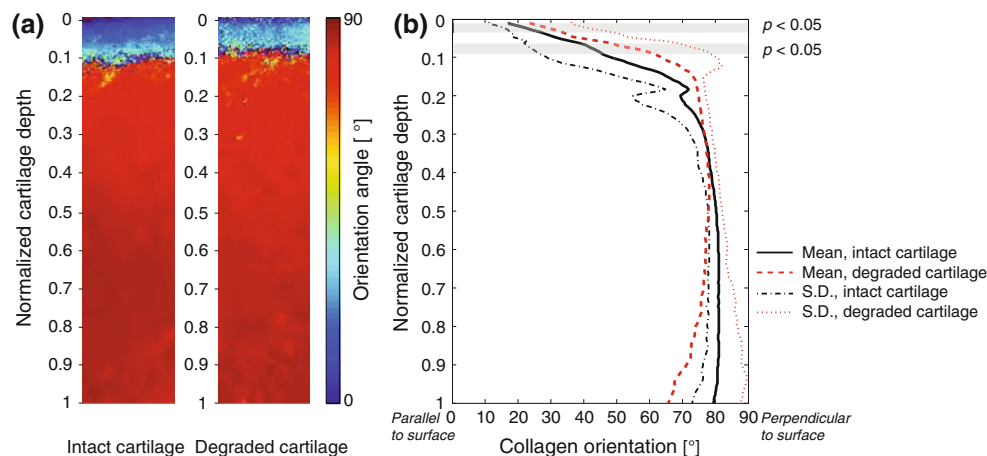 (a)
Normalized cartilage depth
0
0.1
0.2
0.3
0.4
0.5
0.6
0.7
0.8
0.9
1
0
0.1
0.2
0.3
0.4
0.5
0.6
0.7
0.8
0.9
1
Intact cartilage
Degraded cartilage
90
Orientation angle [ ° ]
0
(b)
Normalized cartilage depth
0
0.1
0.2
0.3
0.4
0.5
0.6
0.7
0.8
0.9
1
p < 0.05
p < 0.05
Mean, intact cartilage
Mean, degraded cartilage
S.D., intact cartilage
S.D., degraded cartilage
Parallel
to surface
0 10 20 30 40 50 60 70 80 90
Perpendicular
to surface
Collagen orientation [°]